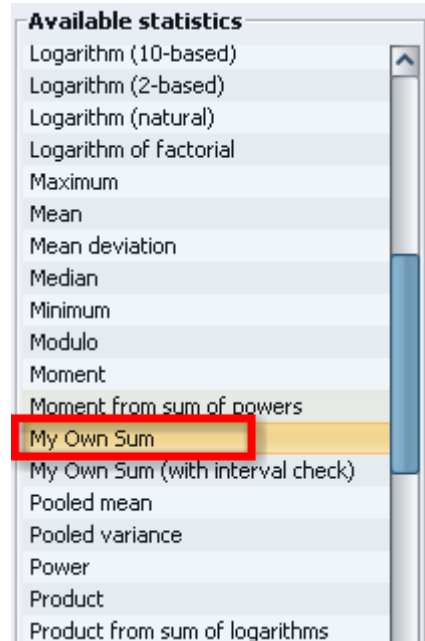 Available statistics
Logarithm (10-based)
Logarithm (2-based)
Logarithm (natural)
Logarithm of factorial
Maximum
Mean
Mean deviation
Median
Minimum
Modulo
Moment
Moment from sum of powers
My Own Sum
My Own Sum (with interval check)
Pooled mean
Pooled variance
Power
Product
Product from sum of logarithms